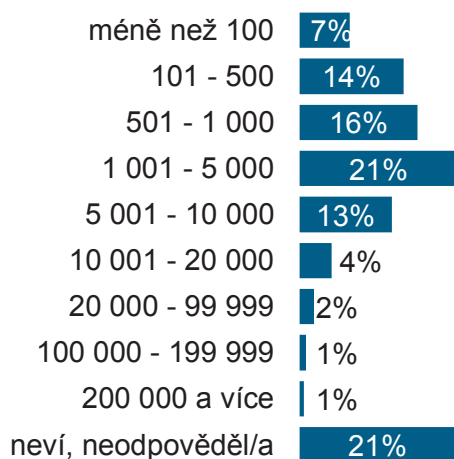 méně než 100 7%
101 - 500 14%
501 - 1 000 16%
1 001 - 5 000 21%
5 001 - 10 000 13%
10 001 - 20 000 4%
20 000 - 99 999 2%
100 000 - 199 999 1%
200 000 a více 1%
neví, neodpověděl/a 21%